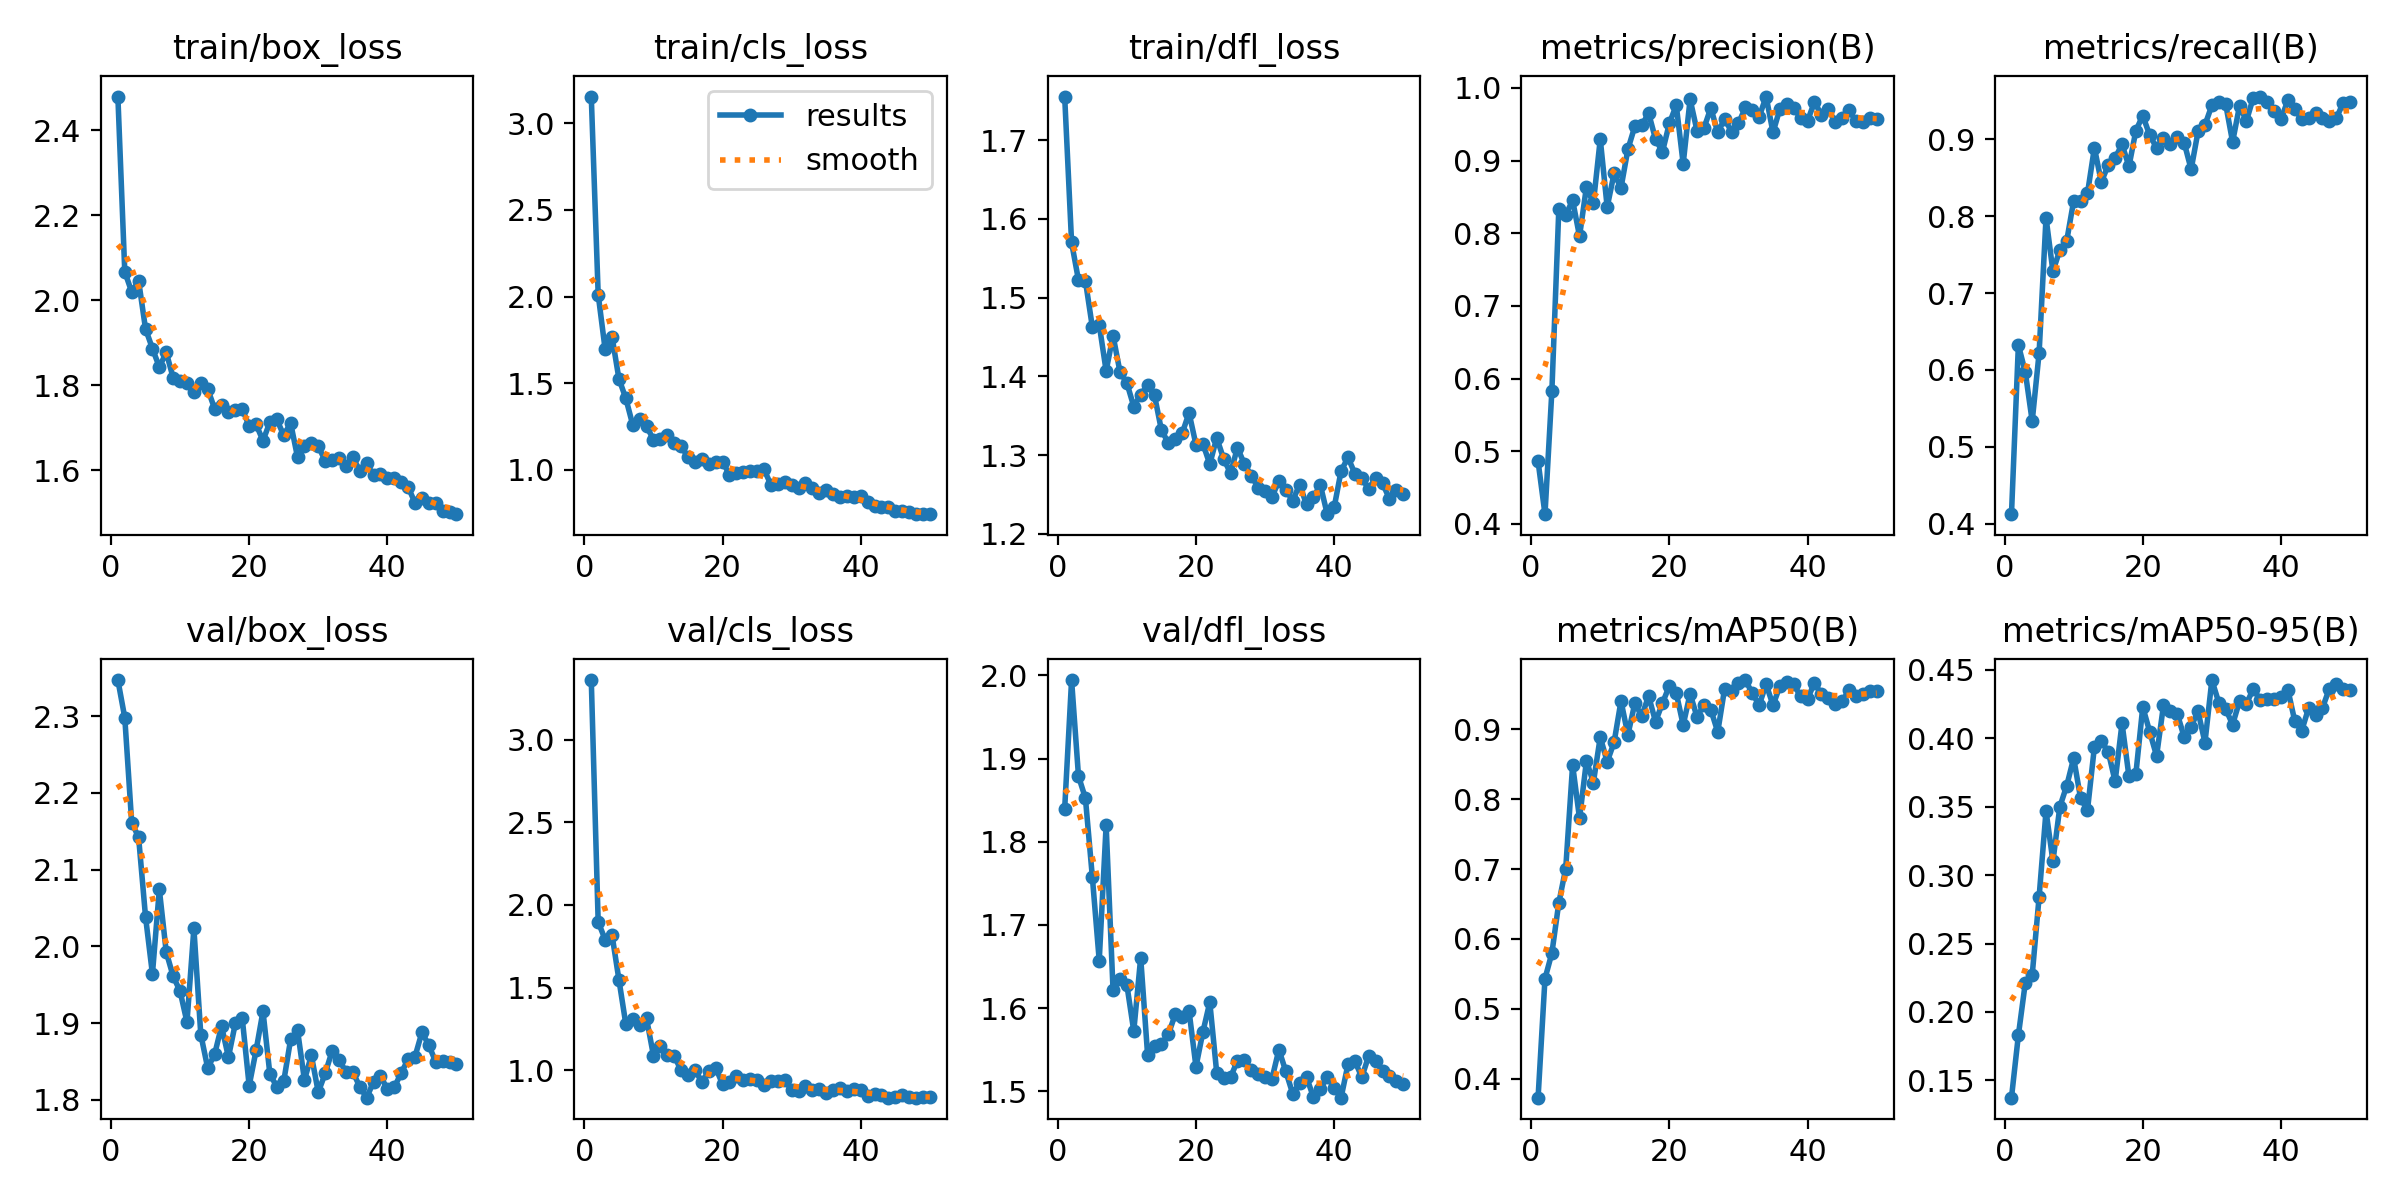 train/box_loss
train/cls_loss
train/dfl_loss
metrics/precision(B)
metrics/recall(B)
2.4
2.2
2.0
1.8
1.6
0 20 40
results
smooth
3.0
2.5
2.0
1.5
1.0
0 20 40
1.7
1.6
1.5
1.4
1.3
1.2
0 20 40
1.0
0.9
0.8
0.7
0.6
0.5
0.4
0 20 40
0.9
0.8
0.7
0.6
0.5
0.4
0 20 40
val/box_loss
val/cls_loss
val/dfl_loss
metrics/mAP50(B)
metrics/mAP50-95(B)
2.3
2.2
2.1
2.0
1.9
1.8
0 20 40
3.0
2.5
2.0
1.5
1.0
0 20 40
2.0
1.9
1.8
1.7
1.6
1.5
0 20 40
0.9
0.8
0.7
0.6
0.5
0.4
0 20 40
0.45
0.40
0.35
0.30
0.25
0.20
0.15
0 20 40